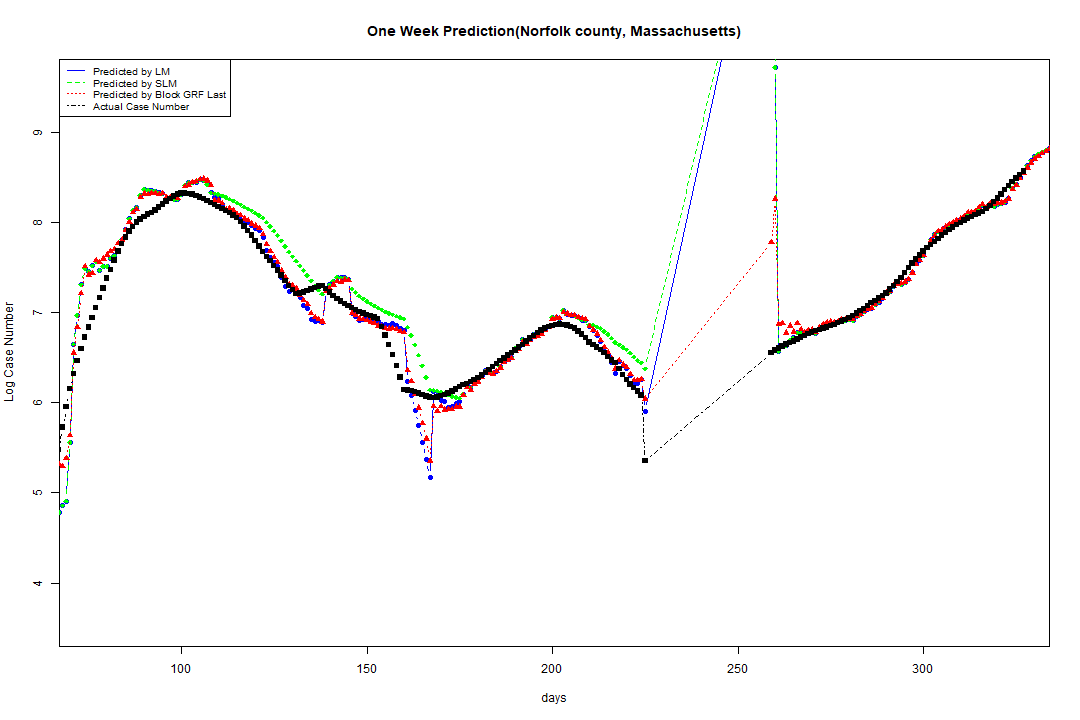 One Week Prediction(Norfolk county, Massachusetts)
Predicted by LM
Predicted by SLM
Predicted by Block GRF Last
Actual Case Number
9
8
7
6
5
4
Log Case Number
100 150 200 250 300
days